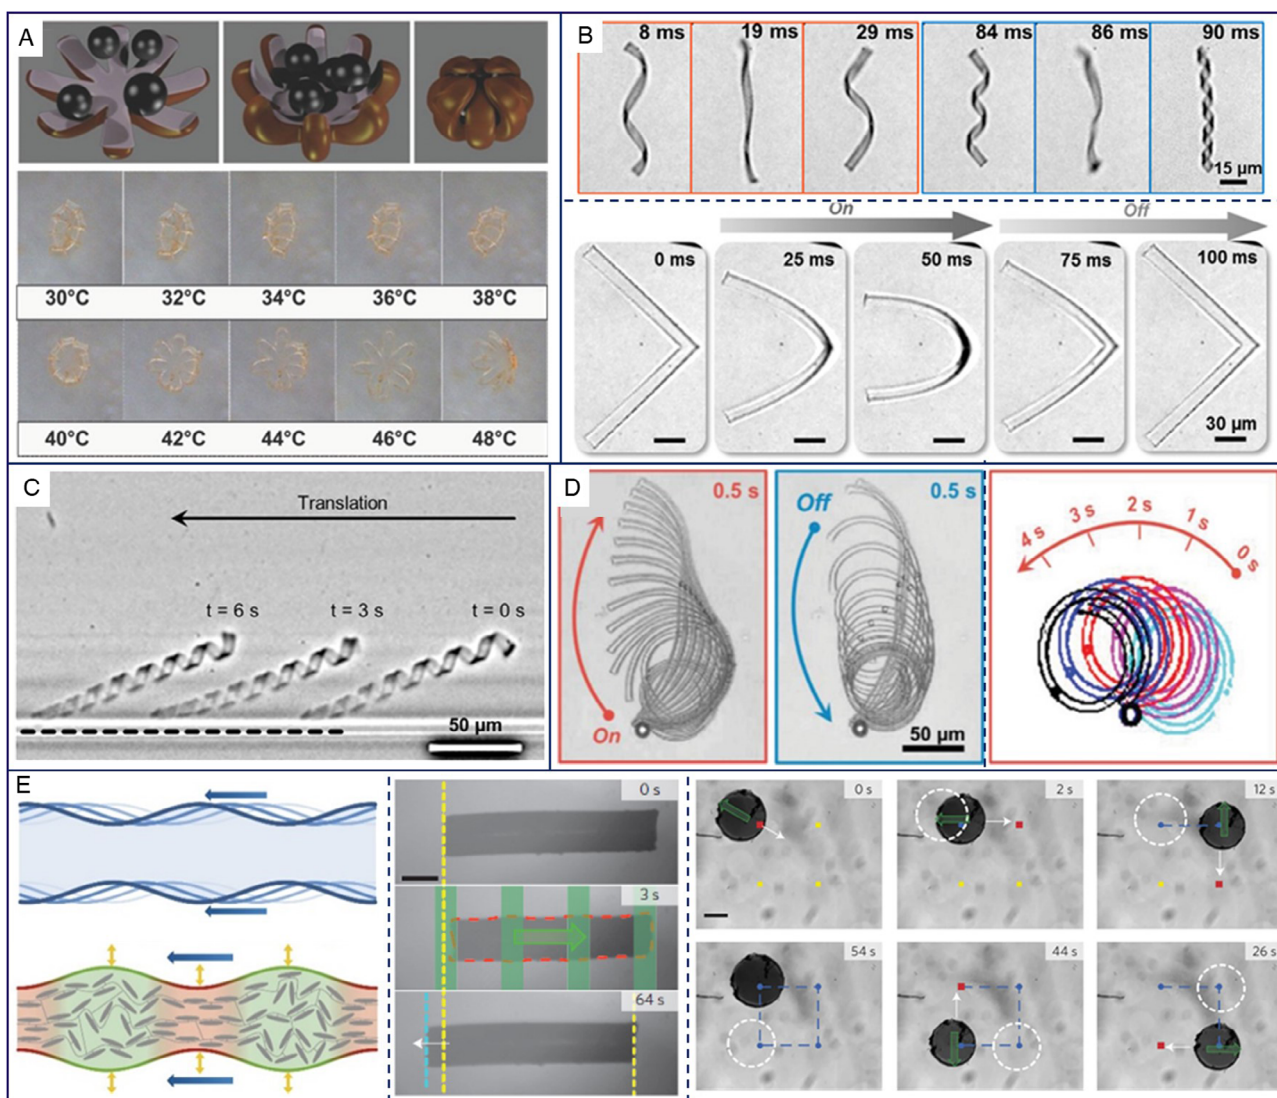 A
30°C 32°C 34°C 36°C 38°C
40°C 42°C 44°C 46°C 48°C
B
8 ms 19 ms 29 ms 84 ms 86 ms 90 ms
15 µm
On Off
0 ms 25 ms 50 ms 75 ms 100 ms
30 µm
C
Translation
t = 6 s t = 3 s t = 0 s
50 µm
D
0.5 s
On
0.5 s
Off
50 µm
4 s 3 s 2 s 1 s 0 s
E
0 s
3 s
64 s
0 s 2 s 12 s
54 s 44 s 26 s